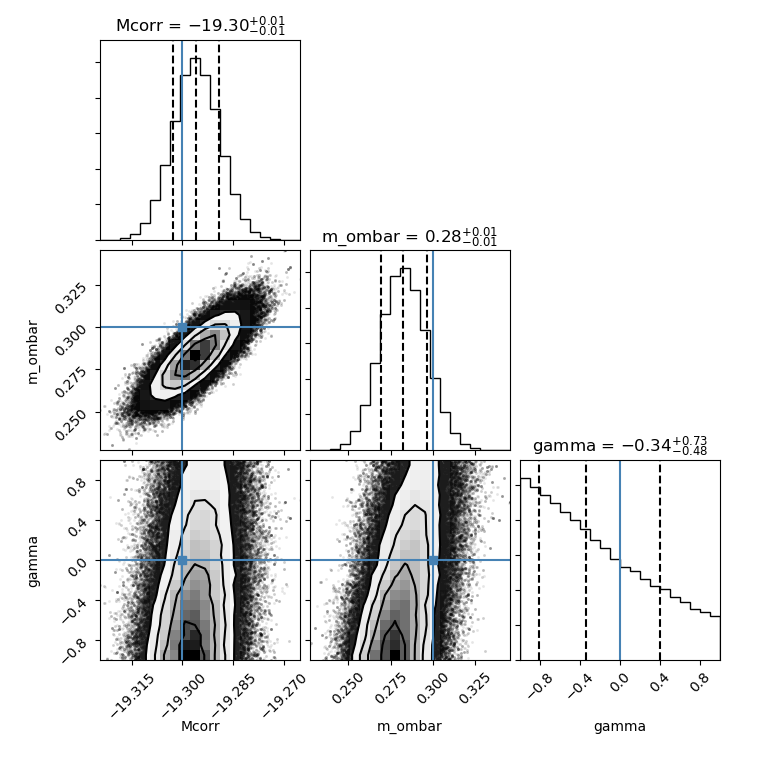 Mcorr = −19.30+0.01−0.01
m_ombar = 0.28+0.01−0.01
m_ombar
0.325
0.300
0.275
0.250
gamma = −0.34+0.73−0.48
gamma
0.8
0.4
0.0
−0.4
−0.8
−19.315 −19.300 −19.285 −19.270 0.250 0.275 0.300 0.325 −0.8 −0.4 0.0 0.4 0.8
Mcorr m_ombar gamma